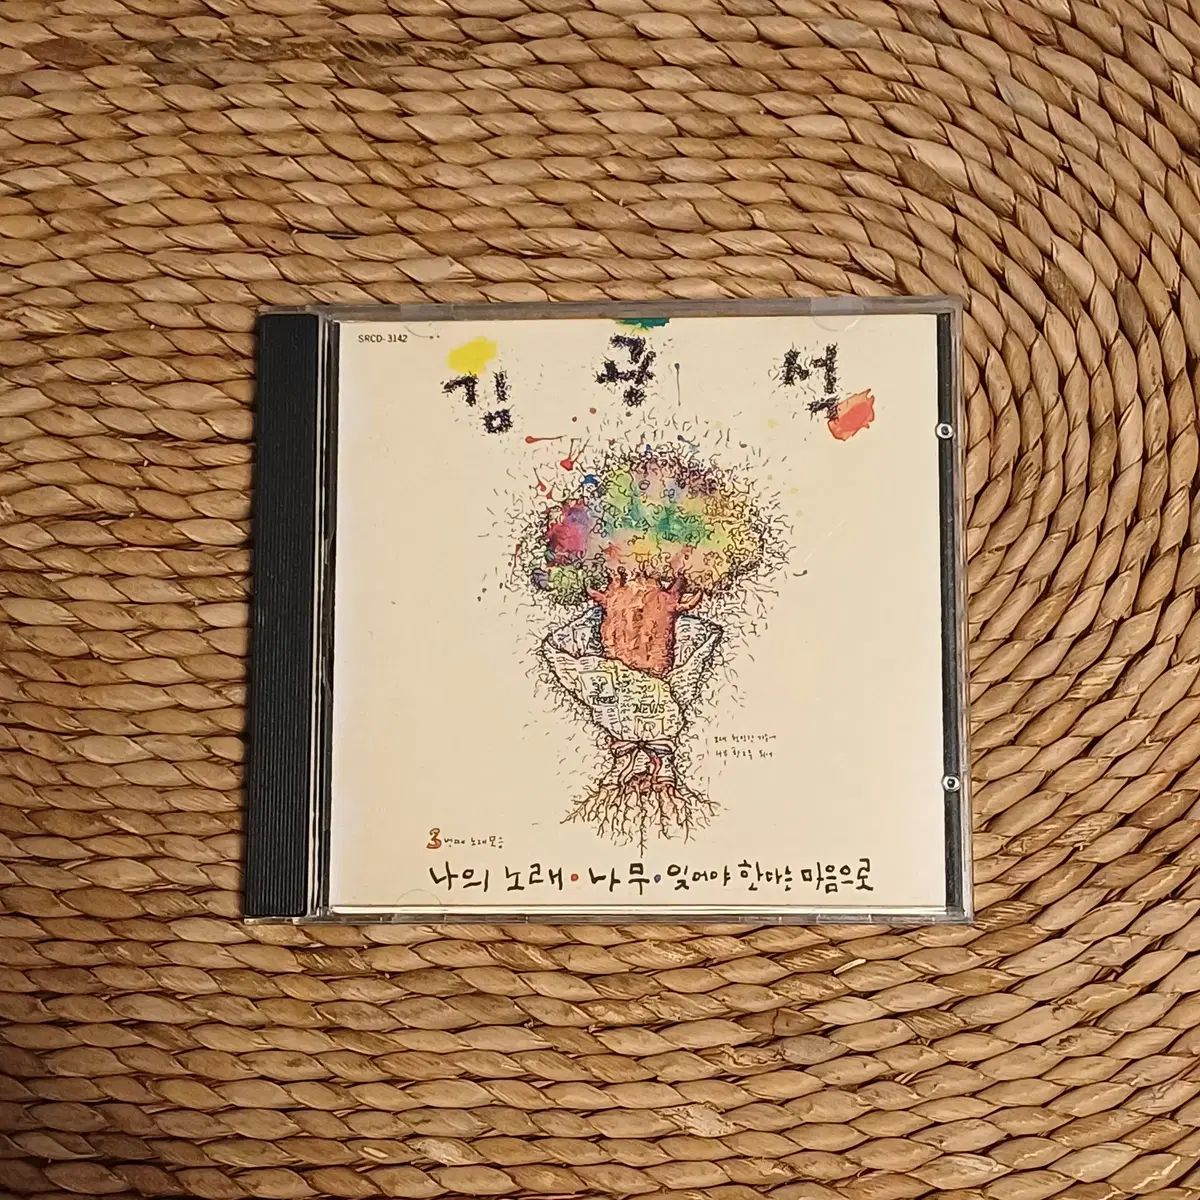 SRCD-3142
김 광 석
NEWS
3번째 노래모음
나의 노래·나무·잊어야 한다는 마음으로